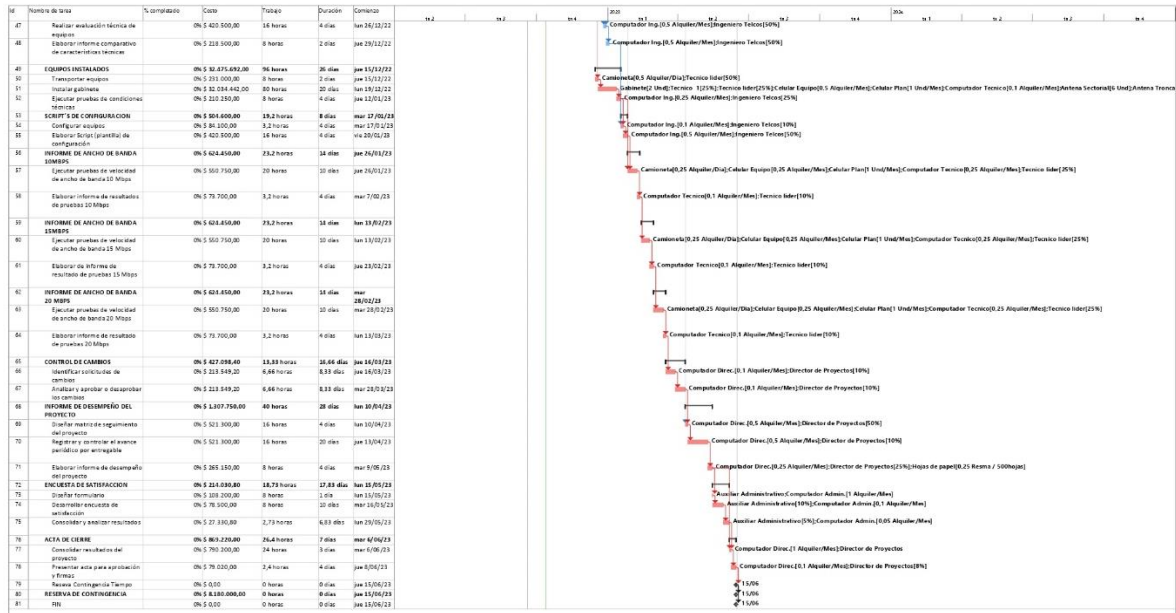 Id Nombre de tarea % completado Costo Trabajo Duración Comienzo
2023 2024
47 Realizar evaluación técnica de equipos 0% $ 420.500,00 16 horas 4 días lun 26/12/22 Computador Ing.[0,5 Alquiler/Mes];Ingeniero Telcos[50%]
48 Elaborar informe comparativo de características técnicas 0% $ 218.500,00 8 horas 2 días jue 29/12/22 Computador Ing.[0,5 Alquiler/Mes];Ingeniero Telcos[50%]
49 EQUIPOS INSTALADOS 0% $ 32.475.692,00 96 horas 26 días jue 15/12/22
50 Transportar equipos 0% $ 231.000,00 8 horas 2 días jue 15/12/22 Camioneta[0,5 Alquiler/Dia];Tecnico lider[50%]
51 Instalar gabinete 0% $ 32.034.442,00 80 horas 20 días lun 19/12/22 Gabinete[2 Und];Tecnico 1[25%];Tecnico lider[25%];Celular Equipo[0,5 Alquiler/Mes];Celular Plan[1 Und/Mes];Computador Tecnico[0,1 Alquiler/Mes];Antena Sectorial[6 Und];Antena Tronca
52 Ejecutar pruebas de condiciones técnicas 0% $ 210.250,00 8 horas 4 días jue 12/01/23 Computador Ing.[0,25 Alquiler/Mes];Ingeniero Telcos[25%]
53 SCRIPT´S DE CONFIGURACION 0% $ 504.600,00 19,2 horas 8 días mar 17/01/23
54 Configurar equipos 0% $ 84.100,00 3,2 horas 4 días mar 17/01/23 Computador Ing.[0,1 Alquiler/Mes];Ingeniero Telcos[10%]
55 Elaborar Script (plantilla) de configuración 0% $ 420.500,00 16 horas 4 días vie 20/01/23 Computador Ing.[0,5 Alquiler/Mes];Ingeniero Telcos[50%]
56 INFORME DE ANCHO DE BANDA 10MBPS 0% $ 624.450,00 23,2 horas 14 días jue 26/01/23
57 Ejecutar pruebas de velocidad de ancho de banda 10 Mbps 0% $ 550.750,00 20 horas 10 días jue 26/01/23 Camioneta[0,25 Alquiler/Dia];Celular Equipo[0,25 Alquiler/Mes];Celular Plan[1 Und/Mes];Computador Tecnico[0,25 Alquiler/Mes];Tecnico lider[25%]
58 Elaborar informe de resultados de pruebas 10 Mbps 0% $ 73.700,00 3,2 horas 4 días mar 7/02/23 Computador Tecnico[0,1 Alquiler/Mes];Tecnico lider[10%]
59 INFORME DE ANCHO DE BANDA 15MBPS 0% $ 624.450,00 23,2 horas 14 días lun 13/02/23
60 Ejecutar pruebas de velocidad de ancho de banda 15 Mbps 0% $ 550.750,00 20 horas 10 días lun 13/02/23 Camioneta[0,25 Alquiler/Dia];Celular Equipo[0,25 Alquiler/Mes];Celular Plan[1 Und/Mes];Computador Tecnico[0,25 Alquiler/Mes];Tecnico lider[25%]
61 Elaborar de informe de resultado de pruebas 15 Mbps 0% $ 73.700,00 3,2 horas 4 días jue 23/02/23 Computador Tecnico[0,1 Alquiler/Mes];Tecnico lider[10%]
62 INFORME DE ANCHO DE BANDA 20 MBPS 0% $ 624.450,00 23,2 horas 14 días mar 28/02/23
63 Ejecutar pruebas de velocidad de ancho de banda 20 Mbps 0% $ 550.750,00 20 horas 10 días mar 28/02/23 Camioneta[0,25 Alquiler/Dia];Celular Equipo[0,25 Alquiler/Mes];Celular Plan[1 Und/Mes];Computador Tecnico[0,25 Alquiler/Mes];Tecnico lider[25%]
64 Elaborar informe de resultado de pruebas 20 Mbps 0% $ 73.700,00 3,2 horas 4 días lun 13/03/23 Computador Tecnico[0,1 Alquiler/Mes];Tecnico lider[10%]
65 CONTROL DE CAMBIOS 0% $ 427.098,40 13,33 horas 16,66 días jue 16/03/23
66 Identificar solicitudes de cambios 0% $ 213.549,20 6,66 horas 8,33 días jue 16/03/23 Computador Direc.[0,1 Alquiler/Mes];Director de Proyectos[10%]
67 Analizar y aprobar o desaprobar los cambios 0% $ 213.549,20 6,66 horas 8,33 días mar 28/03/23 Computador Direc.[0,1 Alquiler/Mes];Director de Proyectos[10%]
68 INFORME DE DESEMPEÑO DEL PROYECTO 0% $ 1.307.750,00 40 horas 28 días lun 10/04/23
69 Diseñar matriz de seguimiento del proyecto 0% $ 521.300,00 16 horas 4 días lun 10/04/23 Computador Direc.[0,5 Alquiler/Mes];Director de Proyectos[50%]
70 Registrar y controlar el avance periódico por entregable 0% $ 521.300,00 16 horas 20 días jue 13/04/23 Computador Direc.[0,5 Alquiler/Mes];Director de Proyectos[10%]
71 Elaborar informe de desempeño del proyecto 0% $ 265.150,00 8 horas 4 días mar 9/05/23 Computador Direc.[0,25 Alquiler/Mes];Director de Proyectos[25%];Hojas de papel[0,25 Resma / 500hojas]
72 ENCUESTA DE SATISFACCION 0% $ 214.030,80 18,73 horas 17,83 días lun 15/05/23
73 Diseñar formulario 0% $ 108.200,00 8 horas 1 día lun 15/05/23 Auxiliar Administrativo;Computador Admin.[1 Alquiler/Mes]
74 Desarrollar encuesta de satisfacción 0% $ 78.500,00 8 horas 10 días mar 16/05/23 Auxiliar Administrativo[10%];Computador Admin.[0,1 Alquiler/Mes]
75 Consolidar y analizar resultados 0% $ 27.330,80 2,73 horas 6,83 días lun 29/05/23 Auxiliar Administrativo[5%];Computador Admin.[0,05 Alquiler/Mes]
76 ACTA DE CIERRE 0% $ 869.220,00 26,4 horas 7 días mar 6/06/23
77 Consolidar resultados del proyecto 0% $ 790.200,00 24 horas 3 días mar 6/06/23 Computador Direc.[1 Alquiler/Mes];Director de Proyectos
78 Presentar acta para aprobación y firmas 0% $ 79.020,00 2,4 horas 4 días jue 8/06/23 Computador Direc.[0,1 Alquiler/Mes];Director de Proyectos[8%]
79 Reseva Contingencia Tiempo 0% $ 0,00 0 horas 0 días jue 15/06/23 15/06
80 RESERVA DE CONTINGENCIA 0% $ 8.100.000,00 0 horas 0 días jue 15/06/23 15/06
81 FIN 0% $ 0,00 0 horas 0 días jue 15/06/23 15/06